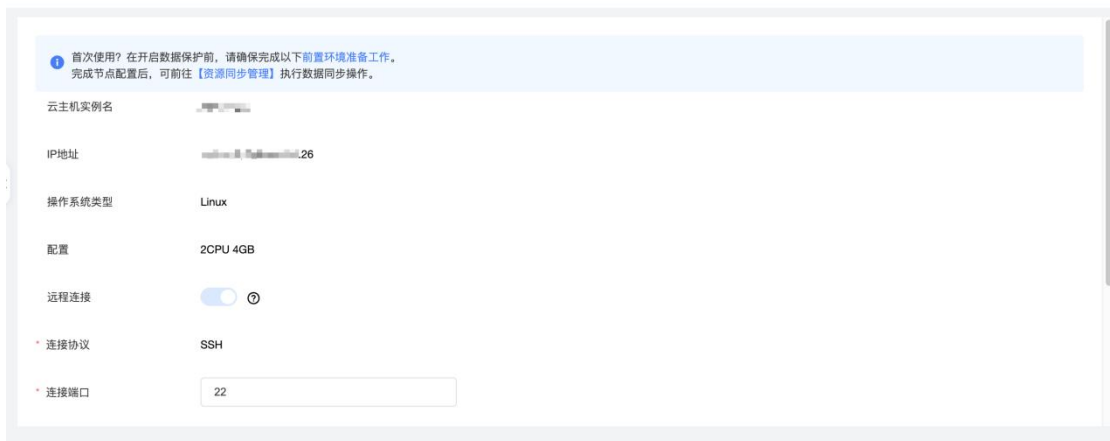 首次使用？在开启数据保护前，请确保完成以下前置环境准备工作。
完成节点配置后，可前往【资源同步管理】执行数据同步操作。
云主机实例名
IP地址 .26
操作系统类型 Linux
配置 2CPU 4GB
远程连接
* 连接协议 SSH
* 连接端口 22